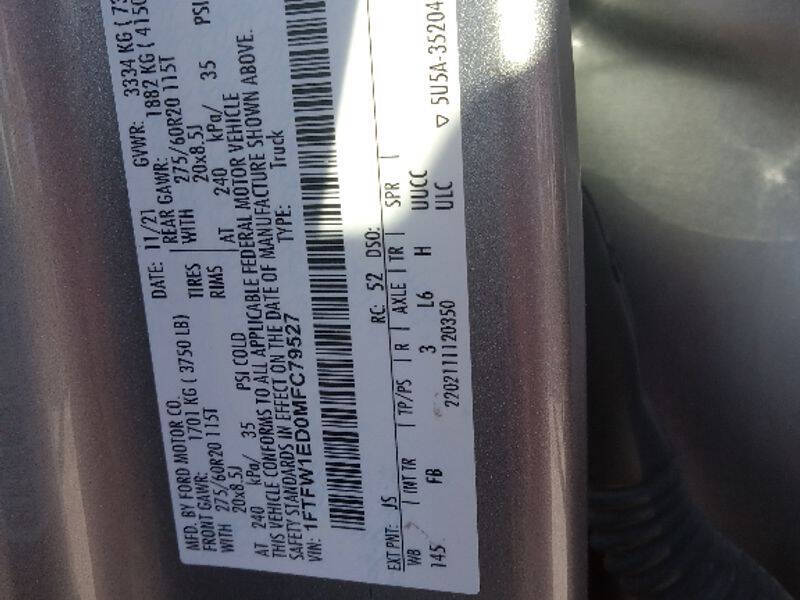 MFD. BY FORD MOTOR CO.
DATE: 11/21 GVWR: 3334 KG ( 73
FRONT GAWR: 1701 KG ( 3750 LB) REAR GAWR: 1882 KG ( 4150
WITH 275/60R20 115T TIRES WITH 275/60R20 115T
20x8.5J RIMS 20x8.5J
AT 240 kPa/ 35 PSI COLD AT 240 kPa/ 35 PSI
THIS VEHICLE CONFORMS TO ALL APPLICABLE FEDERAL MOTOR VEHICLE
SAFETY STANDARDS IN EFFECT ON THE DATE OF MANUFACTURE SHOWN ABOVE.
VIN: 1FTFW1ED0MFC79527 TYPE: Truck
EXT PNT: JS RC: 52 DSO:
WB INT TR TP/PS R AXLE TR SPR
145 FB 3 L6 H UUCC
2202111120350 ULC
▽ 5U5A-35204